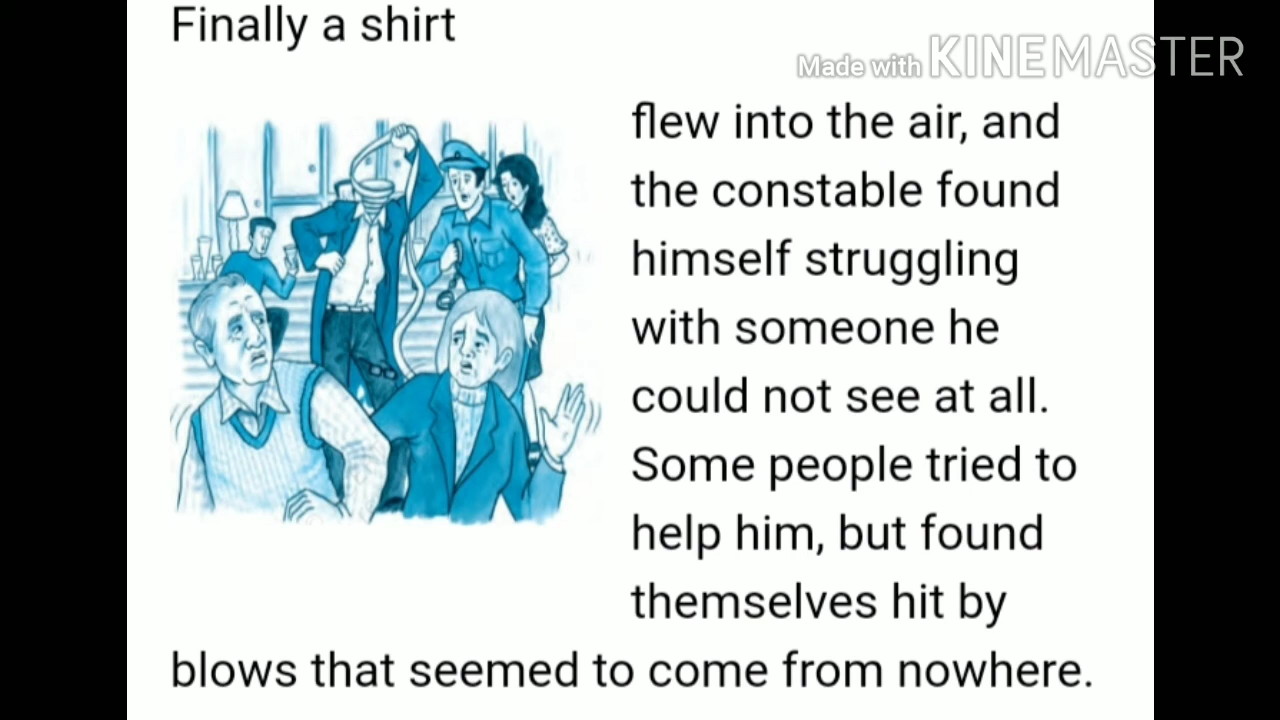 Finally a shirt
Made with KINEMASTER
flew into the air, and
the constable found
himself struggling
with someone he
could not see at all.
Some people tried to
help him, but found
themselves hit by
blows that seemed to come from nowhere.